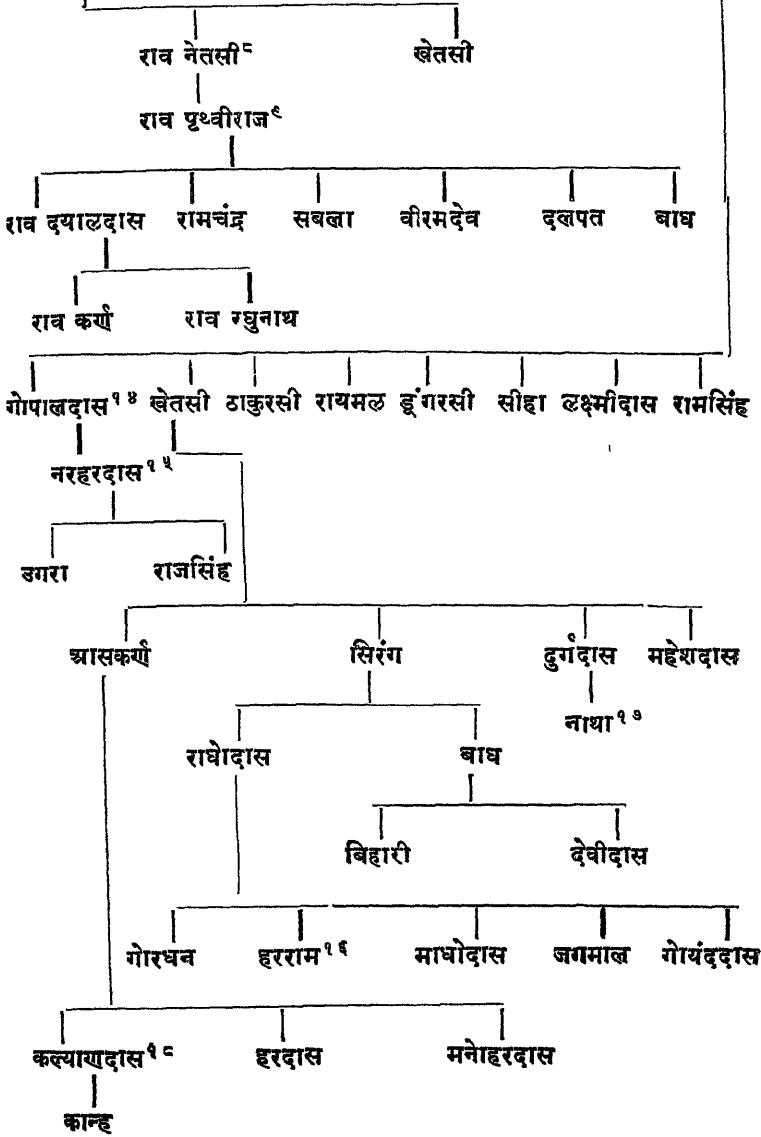 राव नेतसी८ खेतसी
राव पृथ्वीराज९
राव दयालदास रामचंद्र सबला वीरमदेव दलपत बाघ
राव कर्ण राव रघुनाथ
गोपालदास१४ खेतसी ठाकुरसी रायमल डूंगरसी सीहा लक्ष्मीदास रामसिंह
नरहरदास१५
उगरा राजसिंह
आसकर्ण सिरंग दुर्गदास महेशदास
नाथा१७
राघोदास बाघ
बिहारी देवीदास
गोरधन हरराम१६ माधोदास जगमाल गोयंददास
कल्याणदास१८ हरदास मनोहरदास
कान्ह